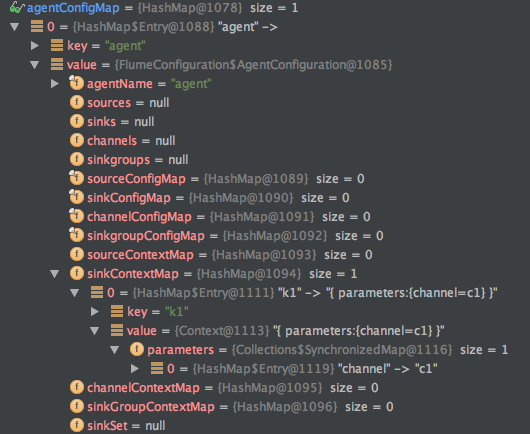 agentConfigMap = {HashMap@1078} size = 1
0 = {HashMap$Entry@1088} "agent" ->
key = "agent"
value = {FlumeConfiguration$AgentConfiguration@1085}
f agentName = "agent"
f sources = null
f sinks = null
f channels = null
f sinkgroups = null
f sourceConfigMap = {HashMap@1089} size = 0
f sinkConfigMap = {HashMap@1090} size = 0
f channelConfigMap = {HashMap@1091} size = 0
f sinkgroupConfigMap = {HashMap@1092} size = 0
f sourceContextMap = {HashMap@1093} size = 0
f sinkContextMap = {HashMap@1094} size = 1
0 = {HashMap$Entry@1111} "k1" -> "{ parameters:{channel=c1} }"
key = "k1"
value = {Context@1113} "{ parameters:{channel=c1} }"
f parameters = {Collections$SynchronizedMap@1116} size = 1
0 = {HashMap$Entry@1119} "channel" -> "c1"
f channelContextMap = {HashMap@1095} size = 0
f sinkGroupContextMap = {HashMap@1096} size = 0
f sinkSet = null